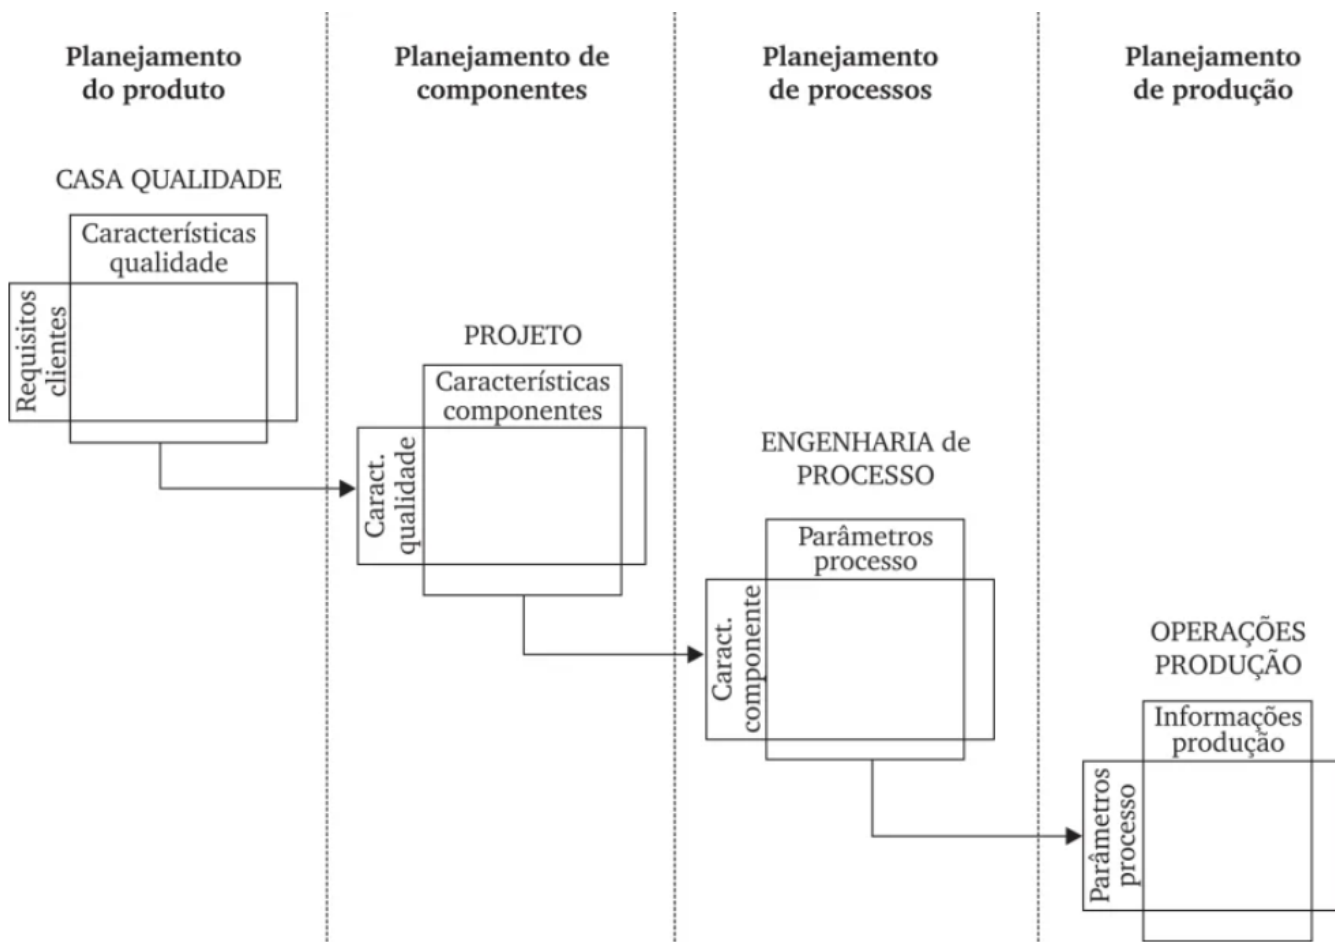 Planejamento
do produto
Planejamento de
componentes
Planejamento
de processos
Planejamento
de produção
CASA QUALIDADE
Características
qualidade
Requisitos
clientes
PROJETO
Características
componentes
Caract.
qualidade
ENGENHARIA de
PROCESSO
Parâmetros
processo
Caract.
componente
OPERAÇÕES
PRODUÇÃO
Informações
produção
Parâmetros
processo